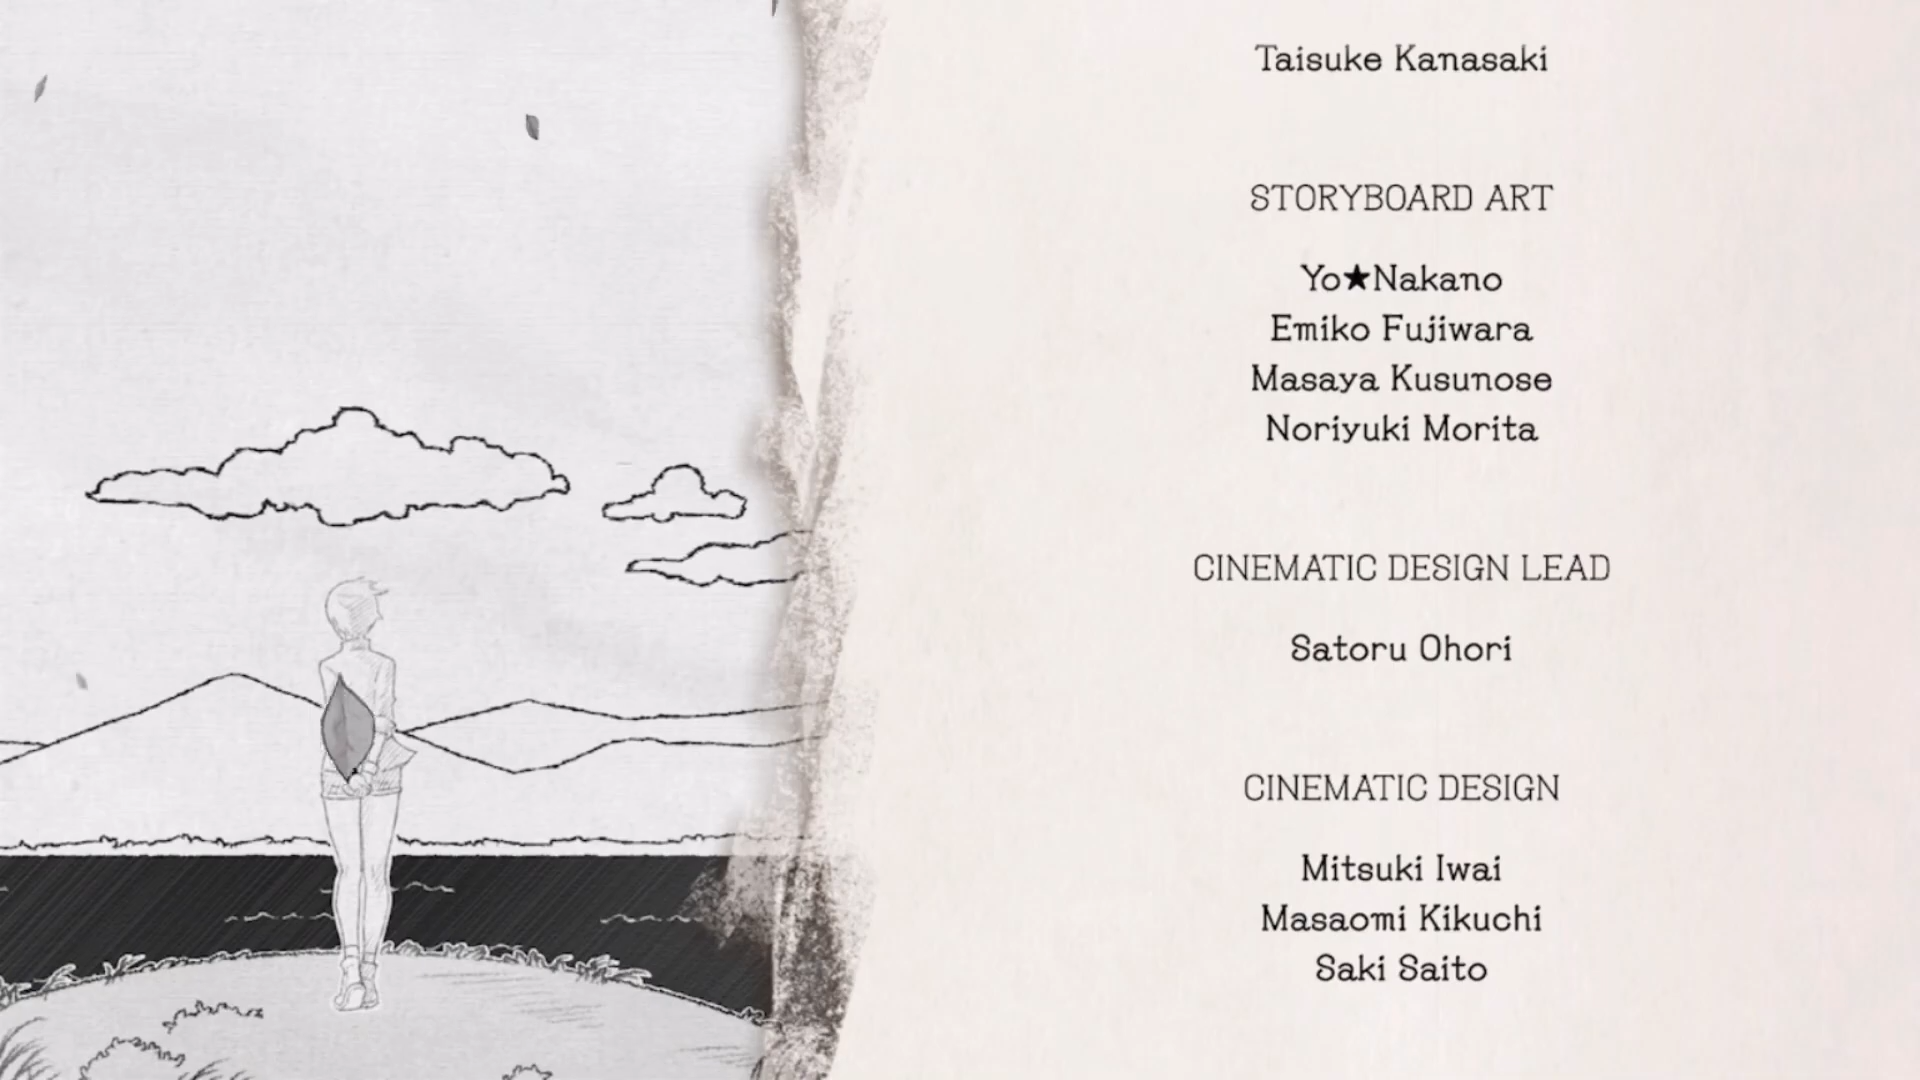 Taisuke Kanasaki
STORYBOARD ART
Yo★Nakano
Emiko Fujiwara
Masaya Kusunose
Noriyuki Morita
CINEMATIC DESIGN LEAD
Satoru Ohori
CINEMATIC DESIGN
Mitsuki Iwai
Masaomi Kikuchi
Saki Saito